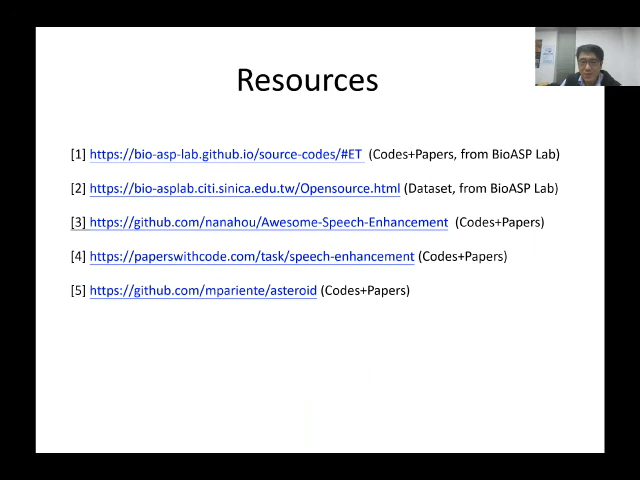 Resources
[1] https://bio-asp-lab.github.io/source-codes/#ET (Codes+Papers, from BioASP Lab)
[2] https://bio-asplab.citi.sinica.edu.tw/Opensource.html (Dataset, from BioASP Lab)
[3] https://github.com/nanahou/Awesome-Speech-Enhancement (Codes+Papers)
[4] https://paperswithcode.com/task/speech-enhancement (Codes+Papers)
[5] https://github.com/mpariente/asteroid (Codes+Papers)